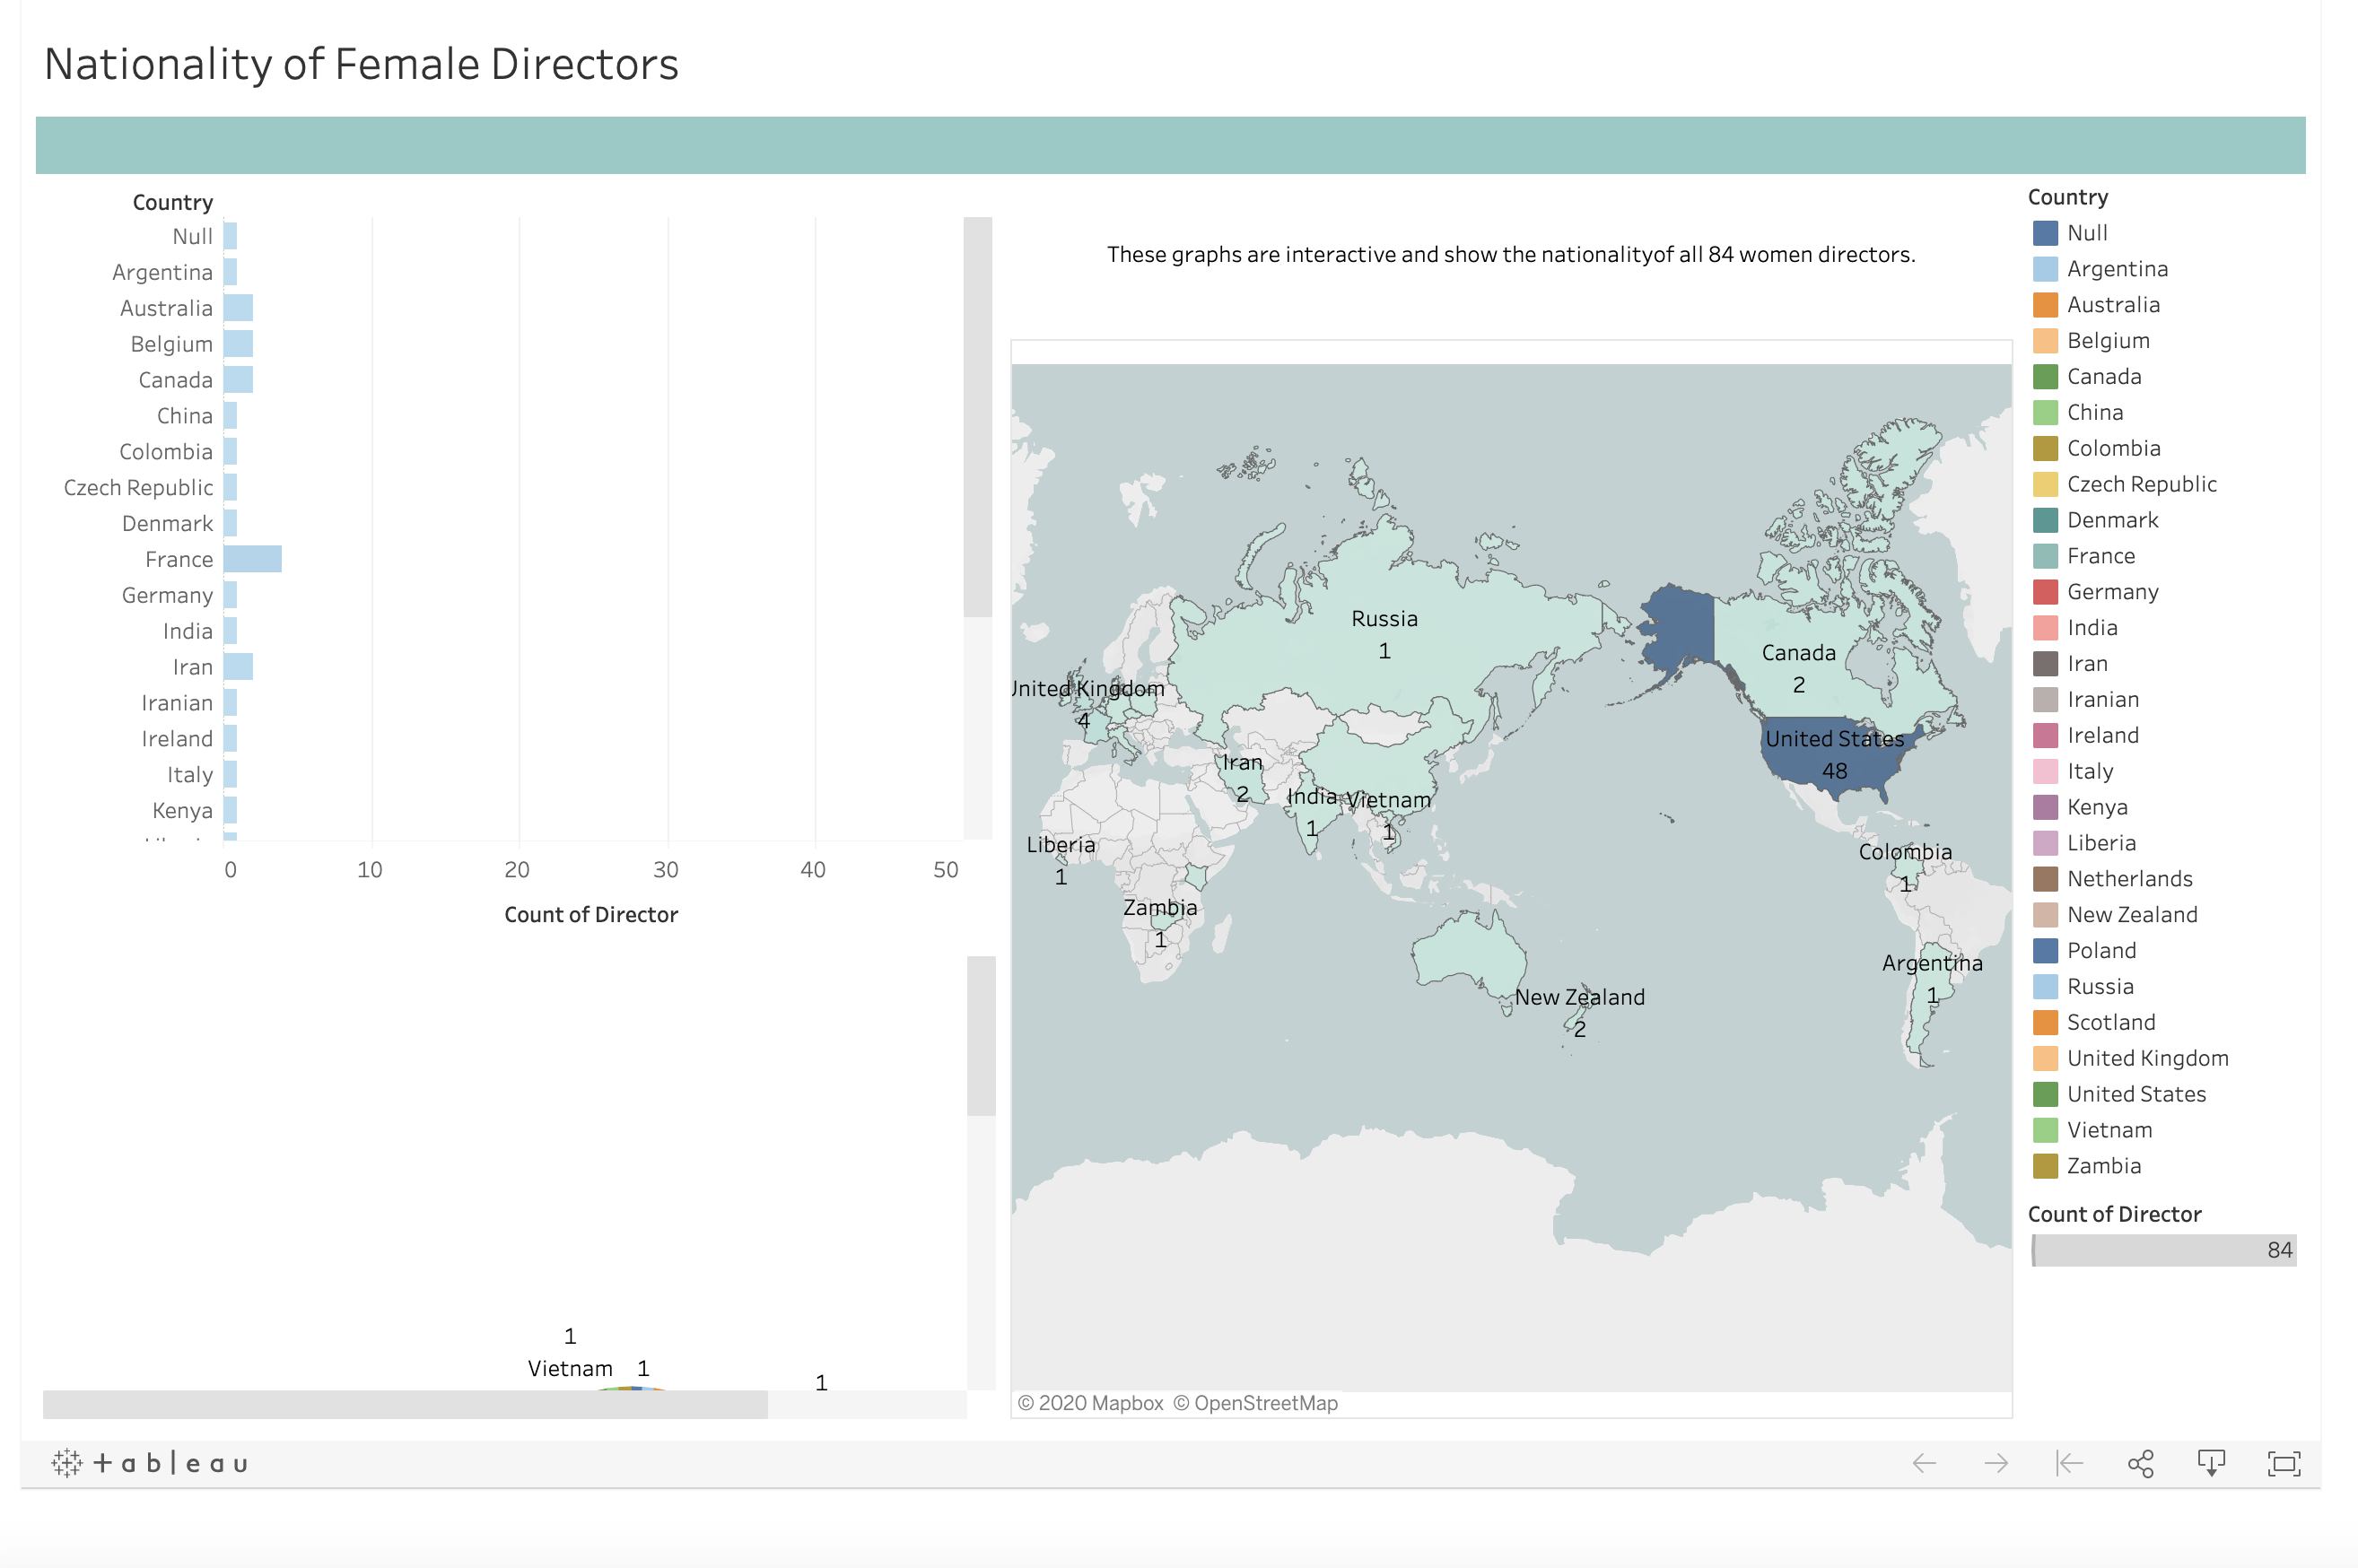 Nationality of Female Directors
Country
Null
Argentina
Australia
Belgium
Canada
China
Colombia
Czech Republic
Denmark
France
Germany
India
Iran
Iranian
Ireland
Italy
Kenya
0 10 20 30 40 50
Count of Director
1
Vietnam 1
1
These graphs are interactive and show the nationalityof all 84 women directors.
Russia
1
Canada
2
United Kingdom
4
United States
48
Iran
2
India
1
Vietnam
1
Liberia
1
Colombia
1
Zambia
1
Argentina
1
New Zealand
2
© 2020 Mapbox © OpenStreetMap
Country
Null
Argentina
Australia
Belgium
Canada
China
Colombia
Czech Republic
Denmark
France
Germany
India
Iran
Iranian
Ireland
Italy
Kenya
Liberia
Netherlands
New Zealand
Poland
Russia
Scotland
United Kingdom
United States
Vietnam
Zambia
Count of Director
84
+ a b l e a u